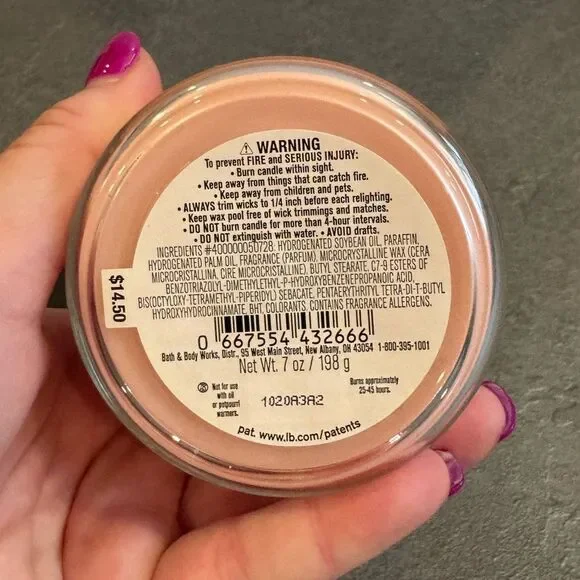 ⚠ WARNING
To prevent FIRE and SERIOUS INJURY:
• Burn candle within sight.
• Keep away from things that can catch fire.
• Keep away from children and pets.
• ALWAYS trim wicks to 1/4 inch before each relighting.
• Keep wax pool free of wick trimmings and matches.
• DO NOT burn candle for more than 4-hour intervals.
• DO NOT extinguish with water. • AVOID drafts.
INGREDIENTS #40000050728: HYDROGENATED SOYBEAN OIL, PARAFFIN,
HYDROGENATED PALM OIL, FRAGRANCE (PARFUM), MICROCRYSTALLINE WAX (CERA
MICROCRISTALLINA, CIRE MICROCRISTALLINE), BUTYL STEARATE, C7-9 ESTERS OF
BENZOTRIAZOLYL-DIMETHYLETHYL-P-HYDROXYBENZENEPROPANOIC ACID,
BIS(OCTYLOXY-TETRAMETHYL-PIPERIDYL) SEBACATE, PENTAERYTHRITYL TETRA-DI-T-BUTYL
HYDROXYHYDROCINNAMATE, BHT, COLORANTS. CONTAINS FRAGRANCE ALLERGENS.
$14.50
0 667554 432666
Bath & Body Works, Distr., 95 West Main Street, New Albany, OH 43054 1-800-395-1001
Net Wt. 7 oz / 198 g
Not for use
with oil
or
potpourri
warmers.
1020A3A2
Burns approximately
25-45 hours.
pat. www.lb.com/patents